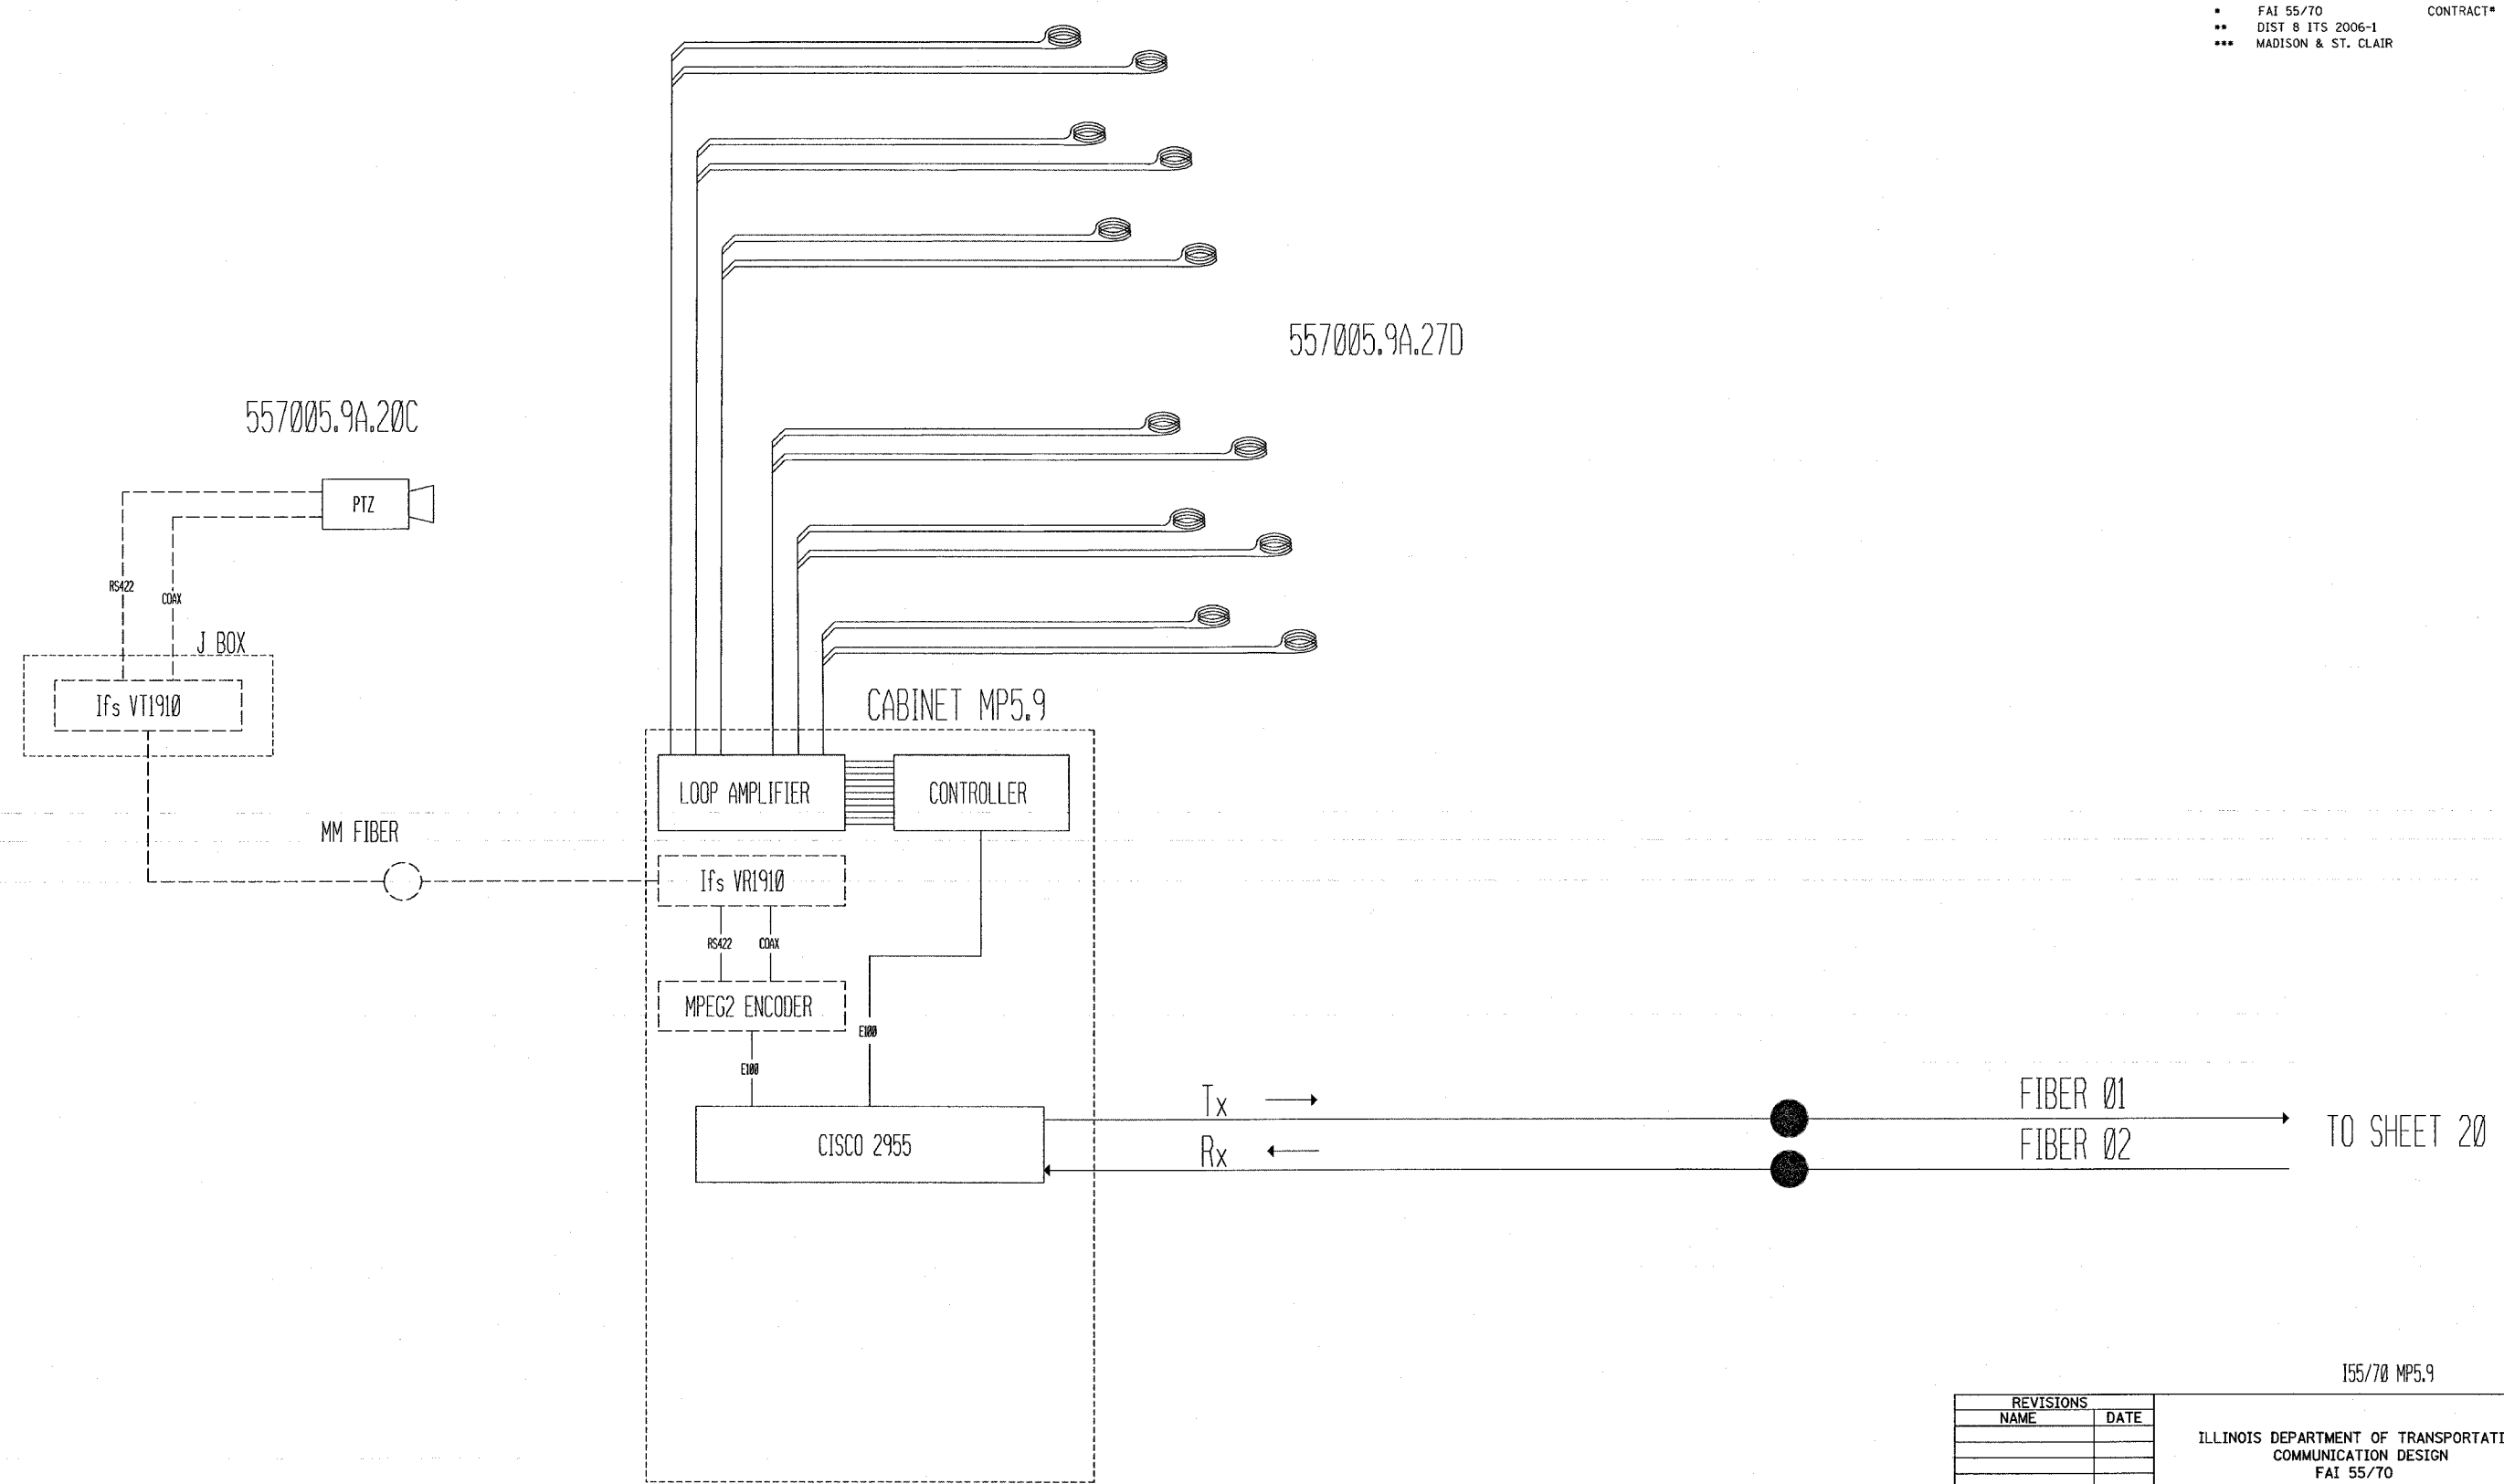 * FAI 55/70 CONTRACT*
** DIST 8 ITS 2006-1
*** MADISON & ST. CLAIR
557005.9A.27D
557005.9A.20C
PTZ
RS422
COAX
J BOX
Ifs VT1910
CABINET MP5.9
LOOP AMPLIFIER
CONTROLLER
MM FIBER
Ifs VR1910
RS422
COAX
MPEG2 ENCODER
E100
E100
CISCO 2955
Tx
Rx
FIBER 01
FIBER 02
TO SHEET 20
I55/70 MP5.9
REVISIONS
NAME DATE
ILLINOIS DEPARTMENT OF TRANSPORTATI
COMMUNICATION DESIGN
FAI 55/70